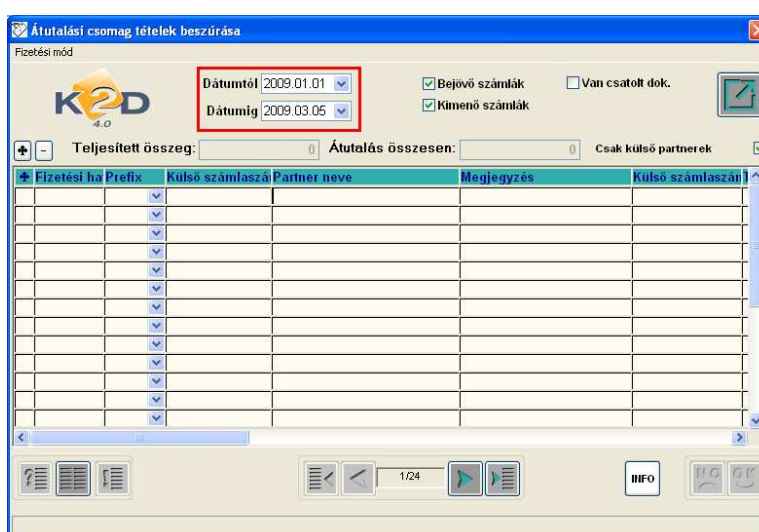 Átutalási csomag tételek beszúrása
Fizetési mód
K2D
4.0
Dátumtól 2009.01.01
Dátumig 2009.03.05
Bejövő számlák
Kimenő számlák
Van csatolt dok.
+ - Teljesített összeg: 0 Átutalás összesen: 0 Csak külső partnerek
+ Fizetési ha Prefix Külső számlaszá Partner neve Megjegyzés Külső számlaszán
1/24
INFO
NO OK